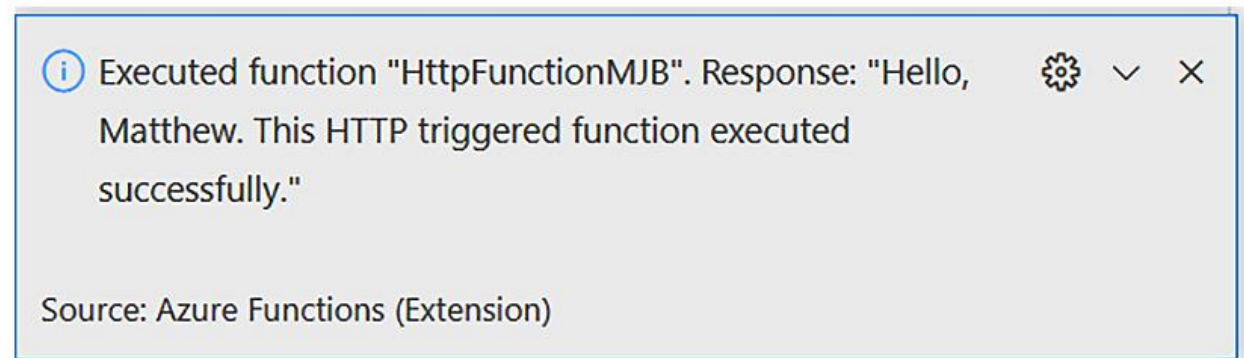 Executed function "HttpFunctionMJB". Response: "Hello,
Matthew. This HTTP triggered function executed
successfully."
Source: Azure Functions (Extension)